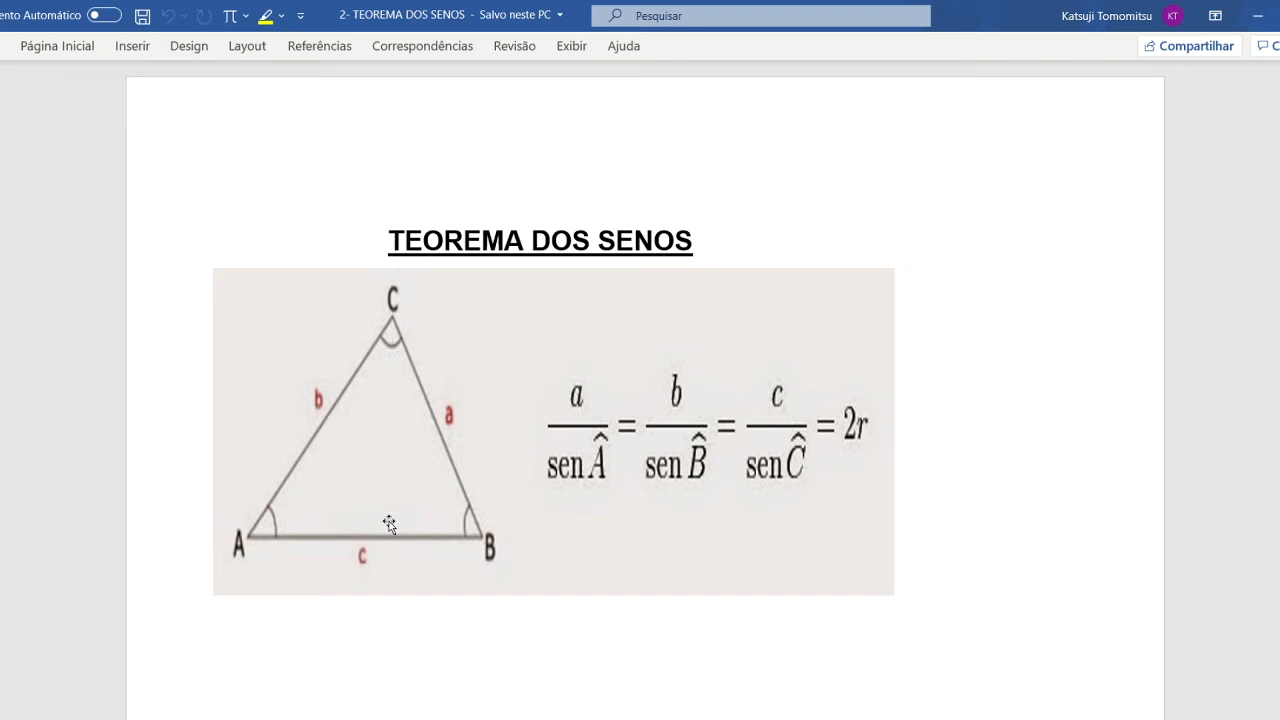 ento Automático
2- TEOREMA DOS SENOS - Salvo neste PC
Pesquisar
Katsuji Tomomitsu KT
Página Inicial Inserir Design Layout Referências Correspondências Revisão Exibir Ajuda
Compartilhar C
TEOREMA DOS SENOS
C
b
a
A
c
B
a/sen Â = b/sen B̂ = c/sen Ĉ = 2r